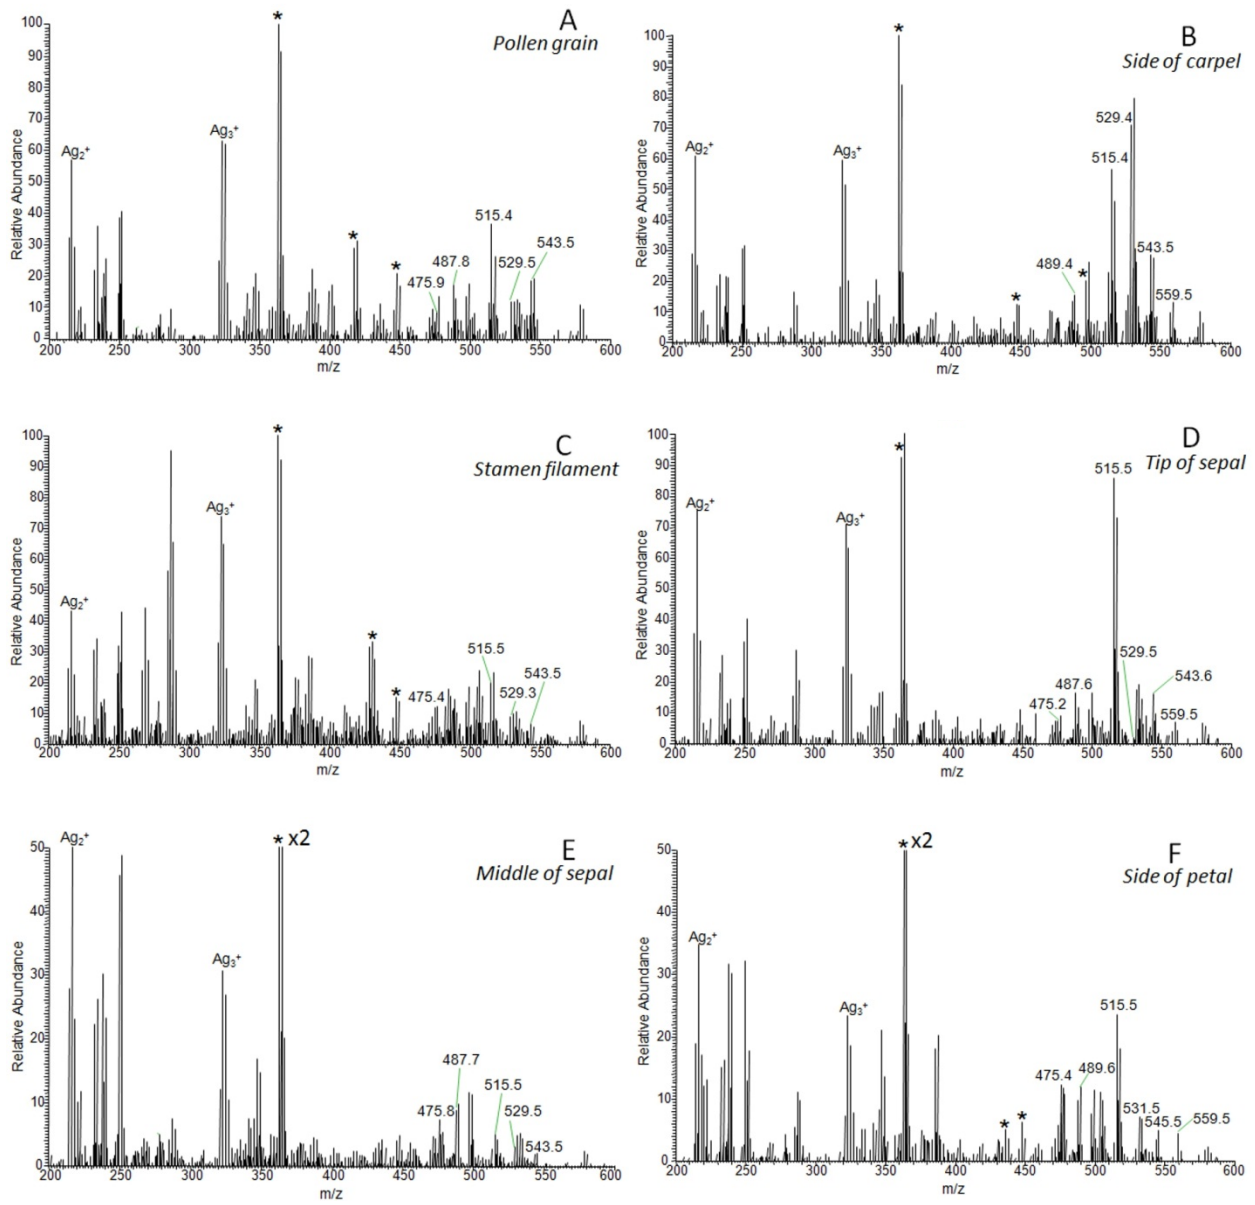 A
Pollen grain
*
100
90
80
70
60
50
40
30
20
10
0
Relative Abundance
Ag₂⁺
Ag₃⁺
*
*
475.9
487.8
515.4
529.5
543.5
200 250 300 350 400 450 500 550 600
m/z
B
Side of carpel
*
100
90
80
70
60
50
40
30
20
10
0
Relative Abundance
Ag₂⁺
Ag₃⁺
*
489.4
*
515.4
529.4
543.5
559.5
200 250 300 350 400 450 500 550 600
m/z
C
Stamen filament
*
100
90
80
70
60
50
40
30
20
10
0
Relative Abundance
Ag₂⁺
Ag₃⁺
*
*
475.4
515.5
529.3
543.5
200 250 300 350 400 450 500 550 600
m/z
D
Tip of sepal
*
100
90
80
70
60
50
40
30
20
10
0
Relative Abundance
Ag₂⁺
Ag₃⁺
475.2
487.6
515.5
529.5
543.6
559.5
200 250 300 350 400 450 500 550 600
m/z
E
Middle of sepal
* x2
50
40
30
20
10
0
Relative Abundance
Ag₂⁺
Ag₃⁺
475.8
487.7
515.5
529.5
543.5
200 250 300 350 400 450 500 550 600
m/z
F
Side of petal
* x2
50
40
30
20
10
0
Relative Abundance
Ag₂⁺
Ag₃⁺
*
*
475.4
489.6
515.5
531.5
545.5
559.5
200 250 300 350 400 450 500 550 600
m/z